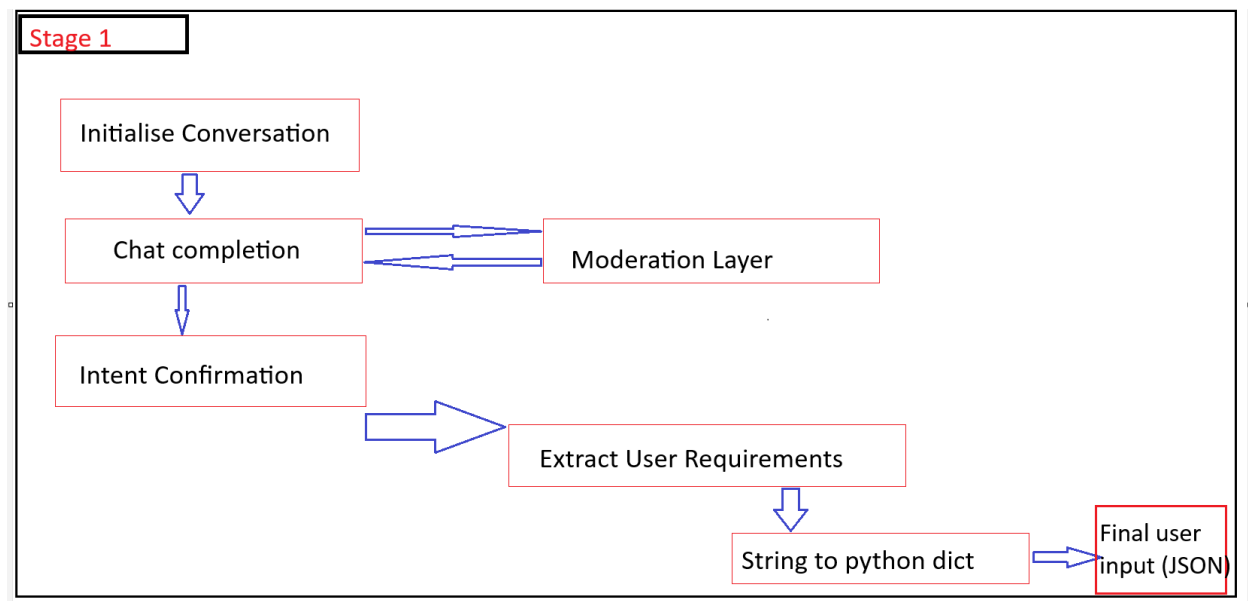 Stage 1
Initialise Conversation
Chat completion
Moderation Layer
Intent Confirmation
Extract User Requirements
String to python dict
Final user
input (JSON)